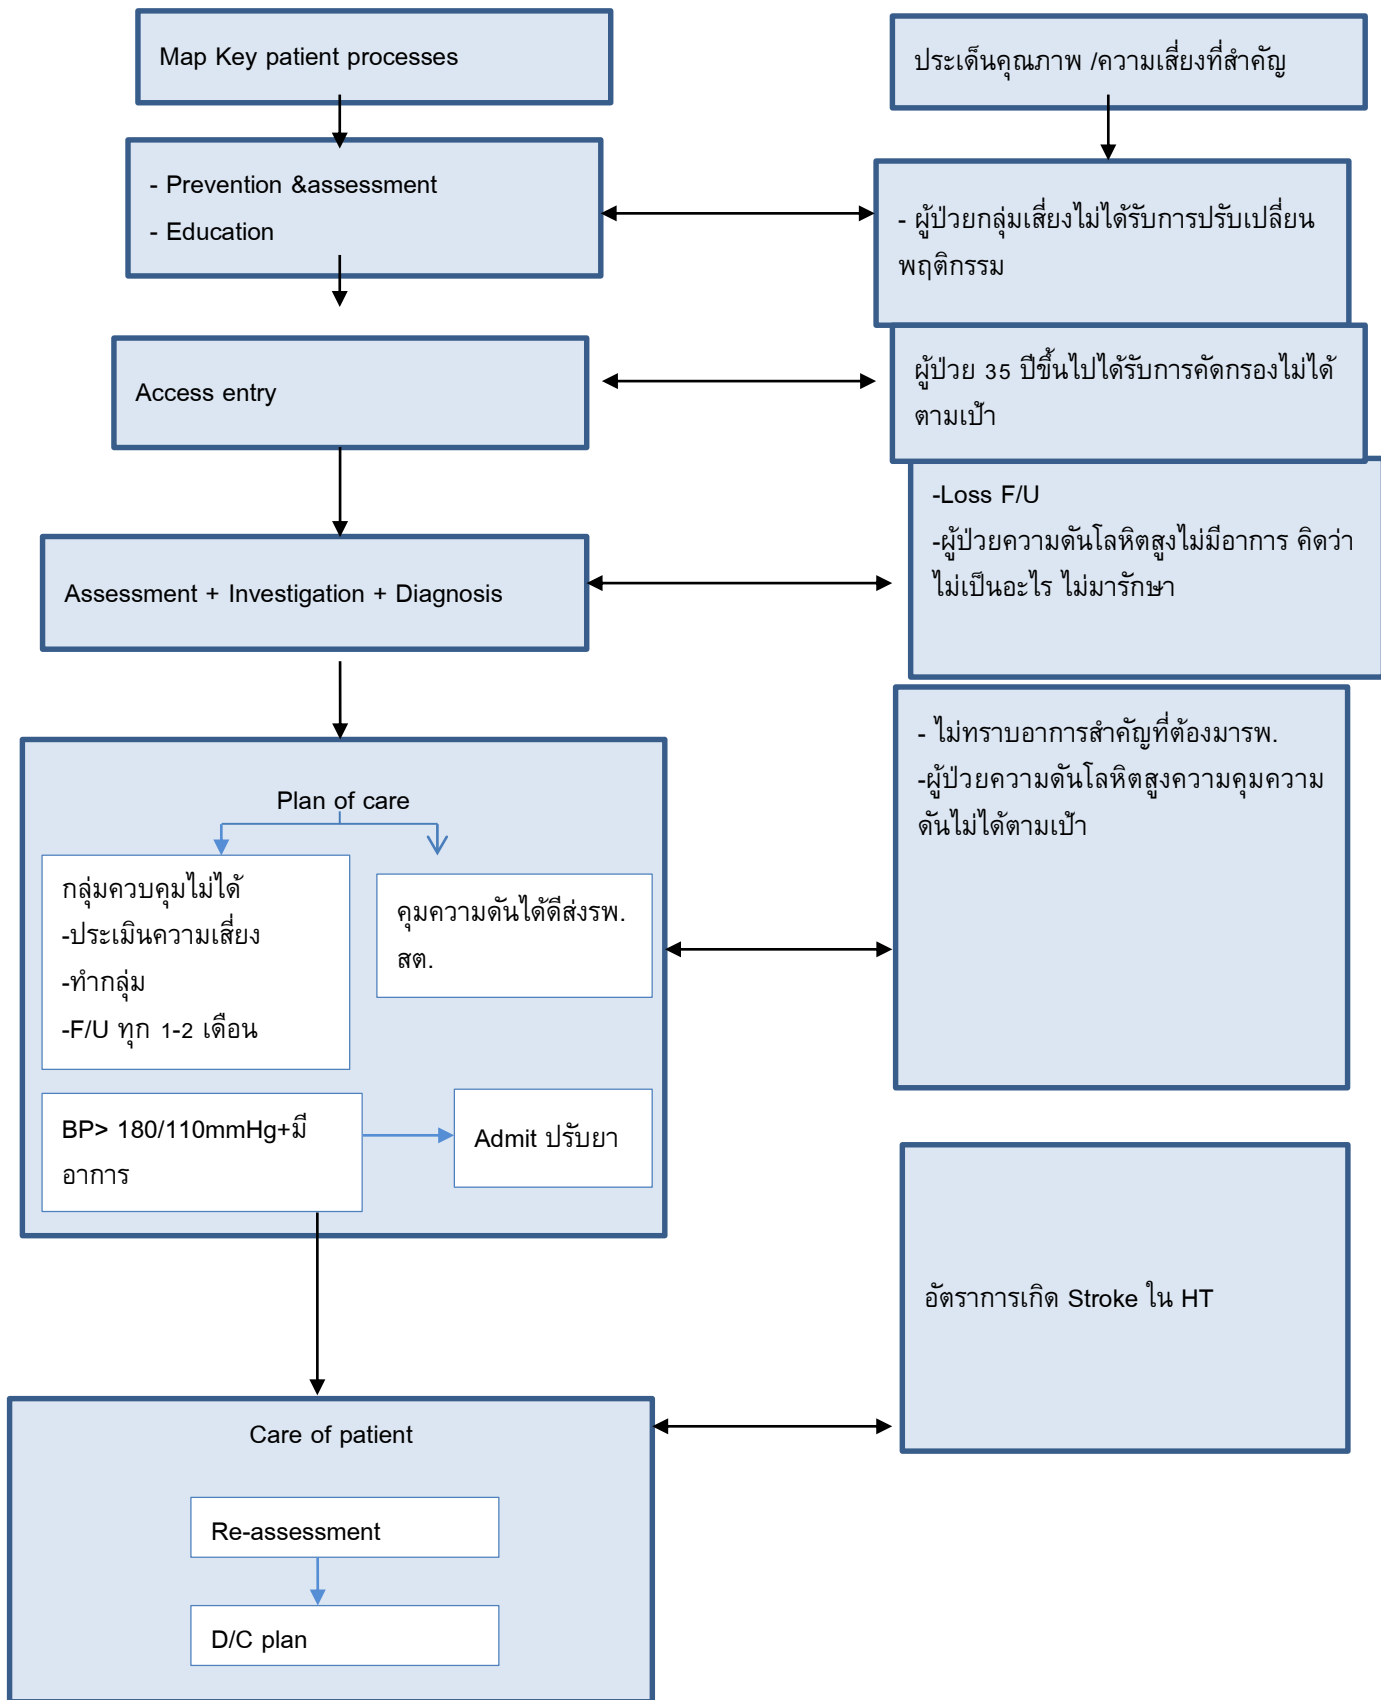 Map Key patient processes
ประเด็นคุณภาพ /ความเสี่ยงที่สำคัญ
- Prevention &assessment
- Education
- ผู้ป่วยกลุ่มเสี่ยงไม่ได้รับการปรับเปลี่ยน
พฤติกรรม
Access entry
ผู้ป่วย 35 ปีขึ้นไปได้รับการคัดกรองไม่ได้
ตามเป้า
Assessment + Investigation + Diagnosis
-Loss F/U
-ผู้ป่วยความดันโลหิตสูงไม่มีอาการ คิดว่า
ไม่เป็นอะไร ไม่มารักษา
Plan of care
กลุ่มควบคุมไม่ได้
-ประเมินความเสี่ยง
-ทำกลุ่ม
-F/U ทุก 1-2 เดือน
คุมความดันได้ดีส่งรพ.
สต.
BP> 180/110mmHg+มี
อาการ
Admit ปรับยา
- ไม่ทราบอาการสำคัญที่ต้องมารพ.
-ผู้ป่วยความดันโลหิตสูงความคุมความ
ดันไม่ได้ตามเป้า
Care of patient
Re-assessment
D/C plan
อัตราการเกิด Stroke ใน HT